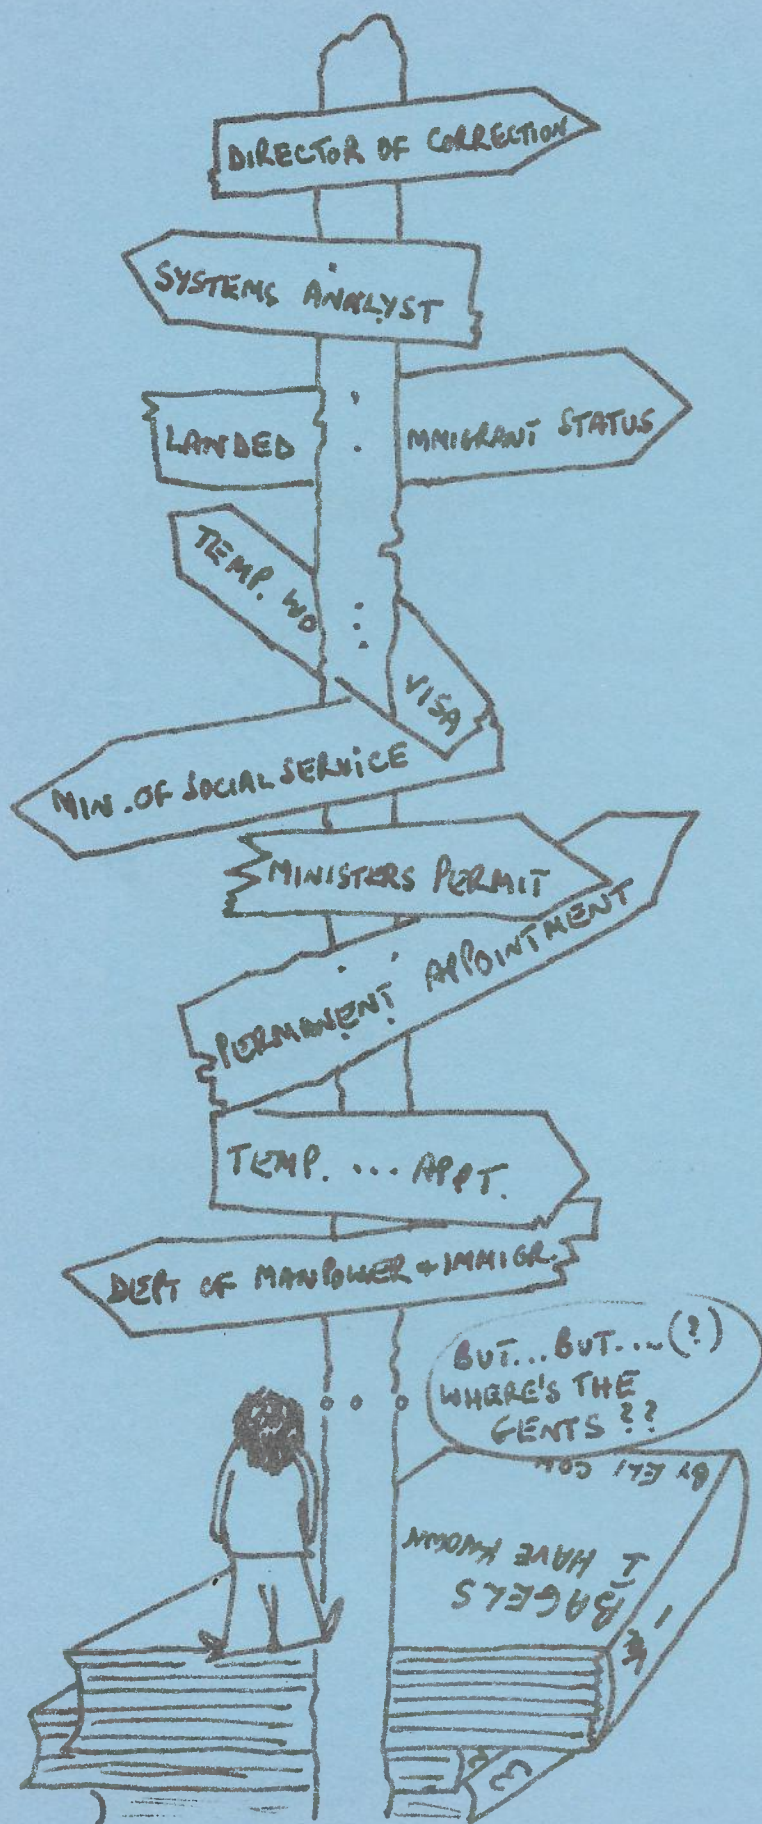 DIRECTOR OF CORRECTION
SYSTEMS ANALYST
LANDED MMIGRANT STATUS
TEMP. WO VISA
MIN. OF SOCIAL SERVICE
MINISTERS PERMIT
PERMANENT APPOINTMENT
TEMP. ... APPT.
DEPT OF MANPOWER & IMMIGR.
BUT...BUT....(?)
WHERE'S THE
GENTS ??
BAGELS
I HAVE KNOWN
BY ELI